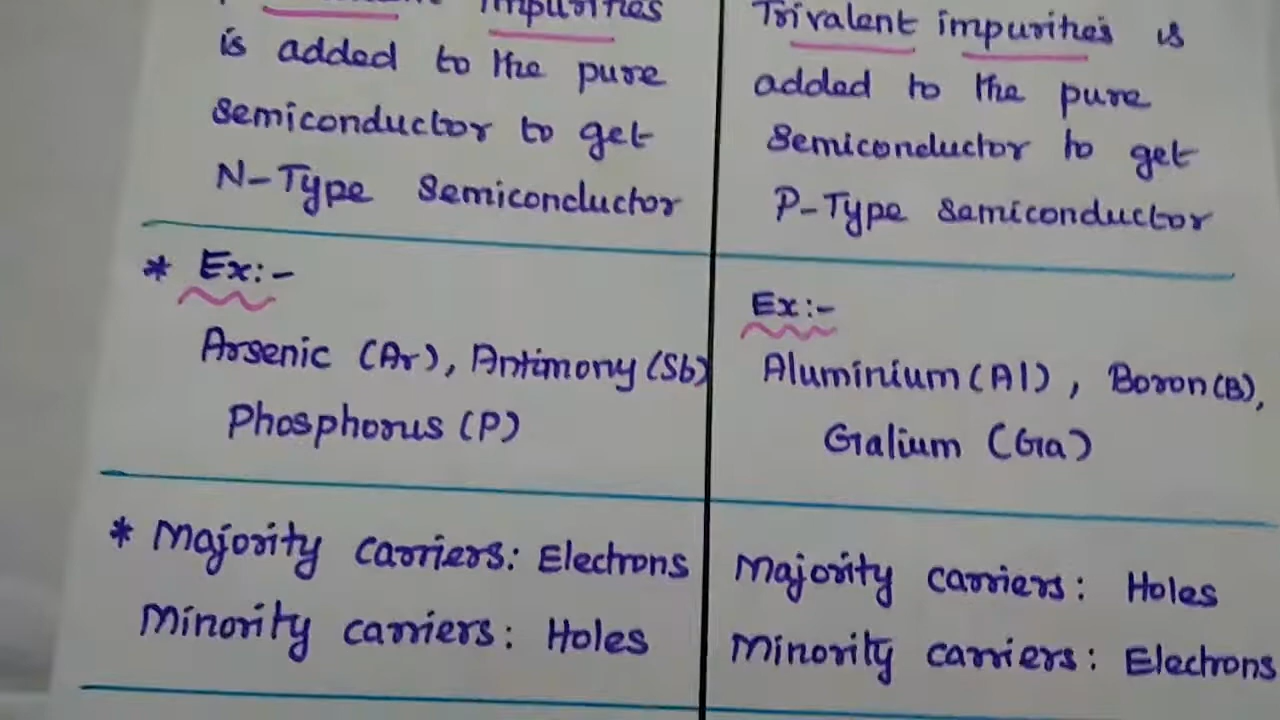 impurities
is added to the pure
semiconductor to get
N-Type semiconductor
* Ex:-
Arsenic (Ar), Antimony (Sb)
Phosphorus (P)
* Majority carriers: Electrons
Minority carriers: Holes
Trivalent impurities is
added to the pure
semiconductor to get
P-Type semiconductor
Ex:-
Aluminium (Al), Boron (B),
Galium (Ga)
Majority carriers: Holes
Minority carriers: Electrons